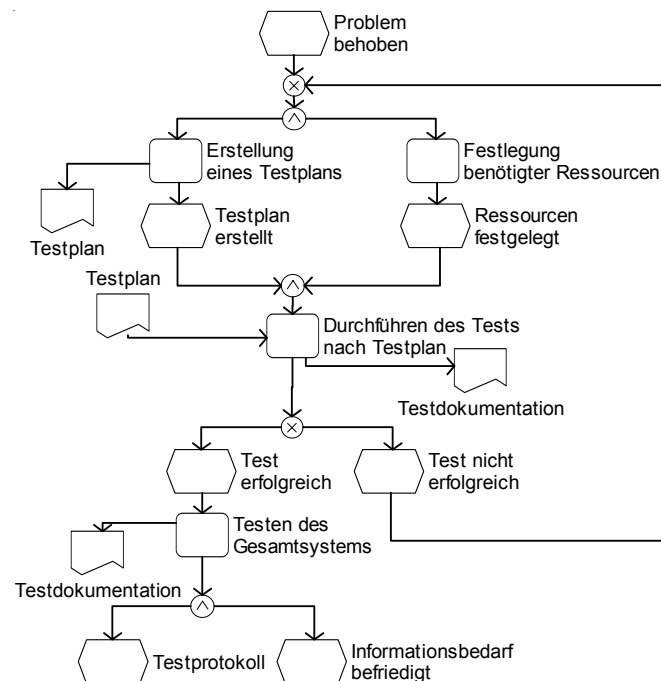 Problem
behoben
Erstellung
eines Testplans
Festlegung
benötigter Ressourcen
Testplan
Testplan
erstellt
Ressourcen
festgelegt
Testplan
Durchführen des Tests
nach Testplan
Testdokumentation
Test
erfolgreich
Test nicht
erfolgreich
Testen des
Gesamtsystems
Testdokumentation
Testprotokoll
Informationsbedarf
befriedigt